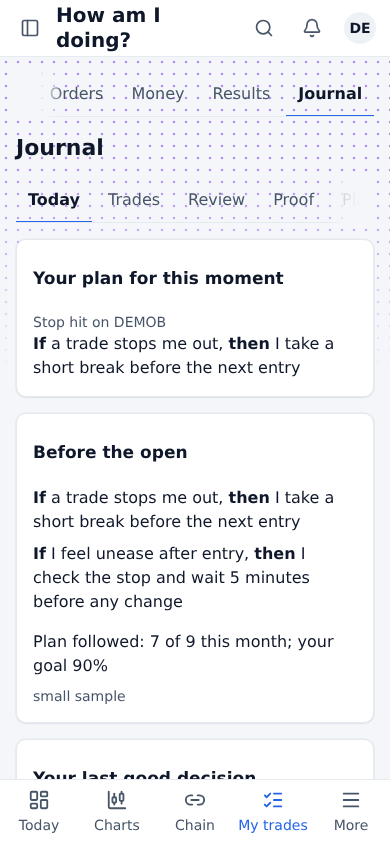 How am I
doing?
DE
Orders Money Results Journal
Journal
Today Trades Review Proof
Your plan for this moment
Stop hit on DEMOB
If a trade stops me out, then I take a
short break before the next entry
Before the open
If a trade stops me out, then I take a
short break before the next entry
If I feel unease after entry, then I
check the stop and wait 5 minutes
before any change
Plan followed: 7 of 9 this month; your
goal 90%
small sample
Your last good decision
Today Charts Chain My trades More